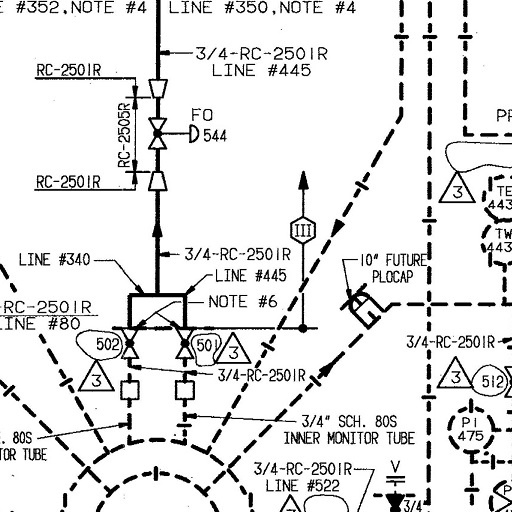 #352,NOTE #4
LINE #350,NOTE #4
3/4-RC-2501R
LINE #445
RC-2501R
FO
RC-2505R
544
RC-2501R
3
TE
443
III
TW
443
3/4-RC-2501R
LINE #340
LINE #445
10" FUTURE
PLOCAP
NOTE #6
-RC-2501R
LINE #80
502
501
3
3
3/4-RC-2501R
3/4-RC-2501R
3
512
3/4" SCH. 80S
INNER MONITOR TUBE
. 80S
TOR TUBE
PI
475
3/4-RC-2501R
LINE #522
V
3/4"